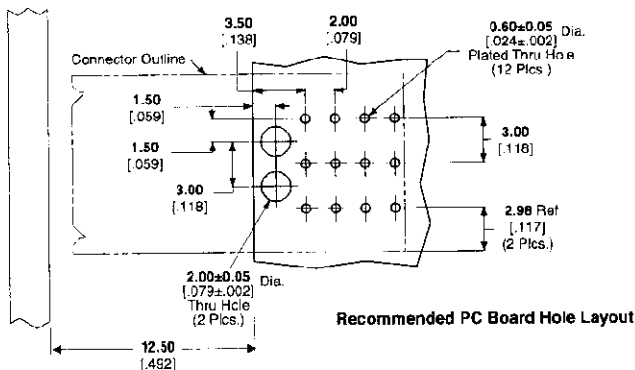 3.50
[.138]
2.00
[.079]
0.60±0.05 Dia.
[.024±.002]
Plated Thru Hole
(12 Plcs.)
Connector Outline
1.50
[.059]
1.50
[.059]
3.00
[.118]
3.00
[.118]
2.98 Ref
[.117]
(2 Plcs.)
2.00±0.05 Dia.
[.079±.002]
Thru Hole
(2 Plcs.)
Recommended PC Board Hole Layout
12.50
[.492]